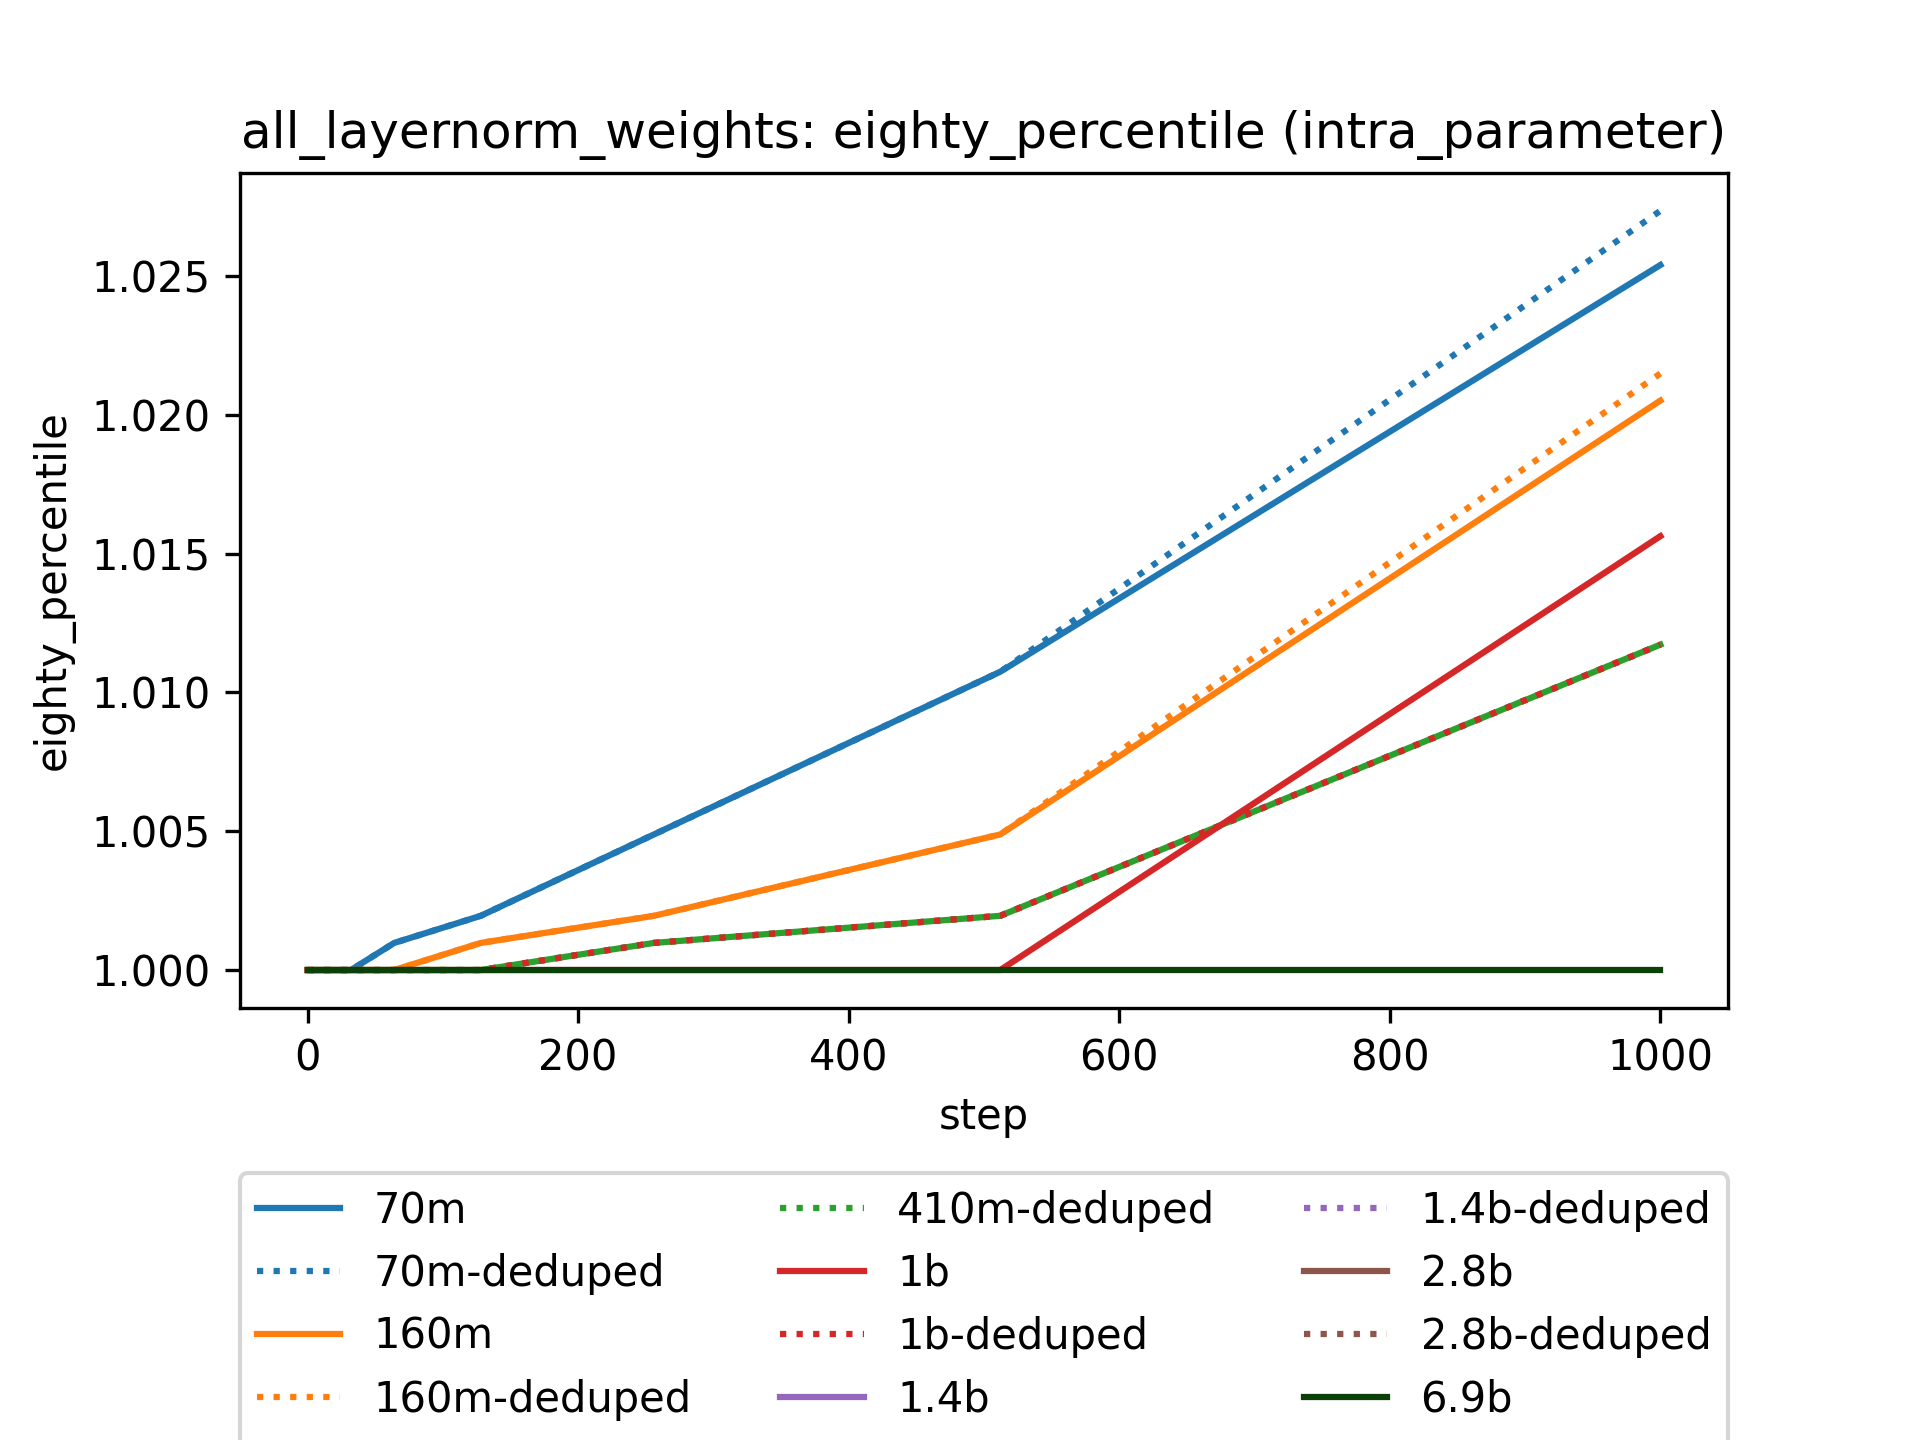 all_layernorm_weights: eighty_percentile (intra_parameter)
eighty_percentile
1.025
1.020
1.015
1.010
1.005
1.000
0 200 400 600 800 1000
step
70m
70m-deduped
160m
160m-deduped
410m-deduped
1b
1b-deduped
1.4b
1.4b-deduped
2.8b
2.8b-deduped
6.9b